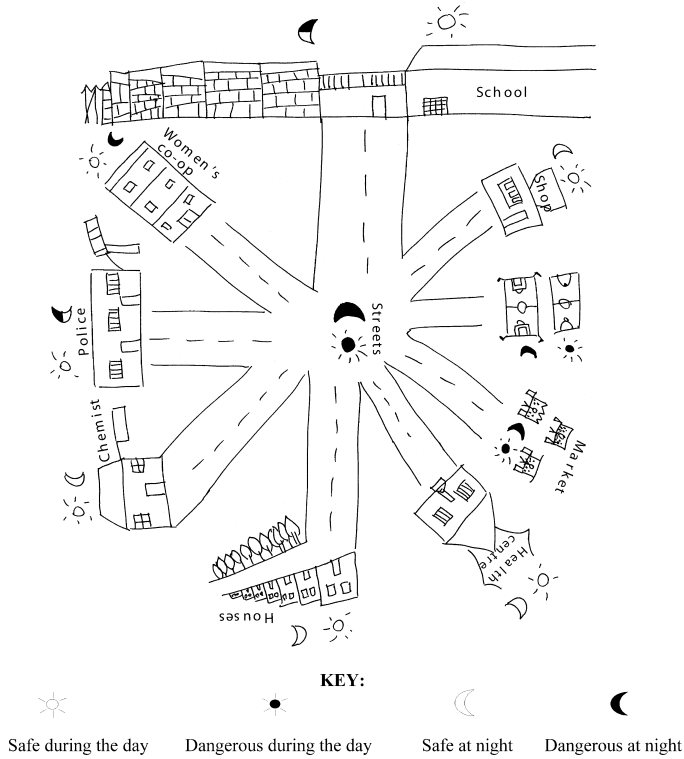 School
Women's
co-op
Shop
Streets
Police
Chemist
Market
Health
centre
Houses
KEY:
Safe during the day
Dangerous during the day
Safe at night
Dangerous at night